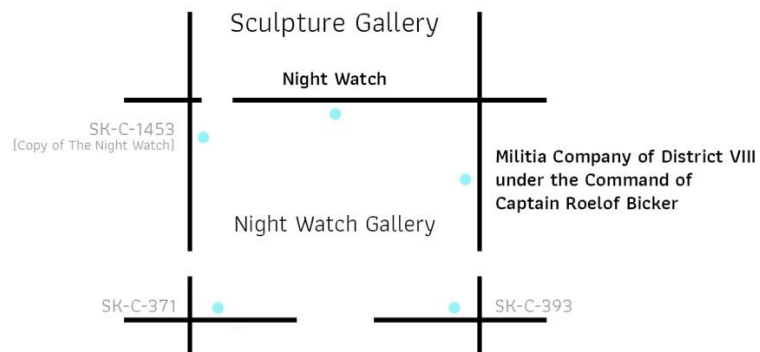 Sculpture Gallery
Night Watch
SK-C-1453
[Copy of The Night Watch]
Militia Company of District VIII
under the Command of
Captain Roelof Bicker
Night Watch Gallery
SK-C-371
SK-C-393